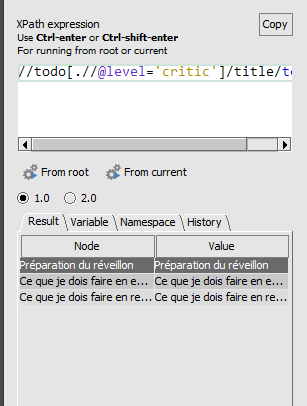 XPath expression
Copy
Use Ctrl-enter or Ctrl-shift-enter
For running from root or current
//todo[.//@level='critic']/title/t
From root From current
1.0 2.0
Result Variable Namespace History
Node Value
Préparation du réveillon Préparation du réveillon
Ce que je dois faire en e... Ce que je dois faire en e...
Ce que je dois faire en re... Ce que je dois faire en re...